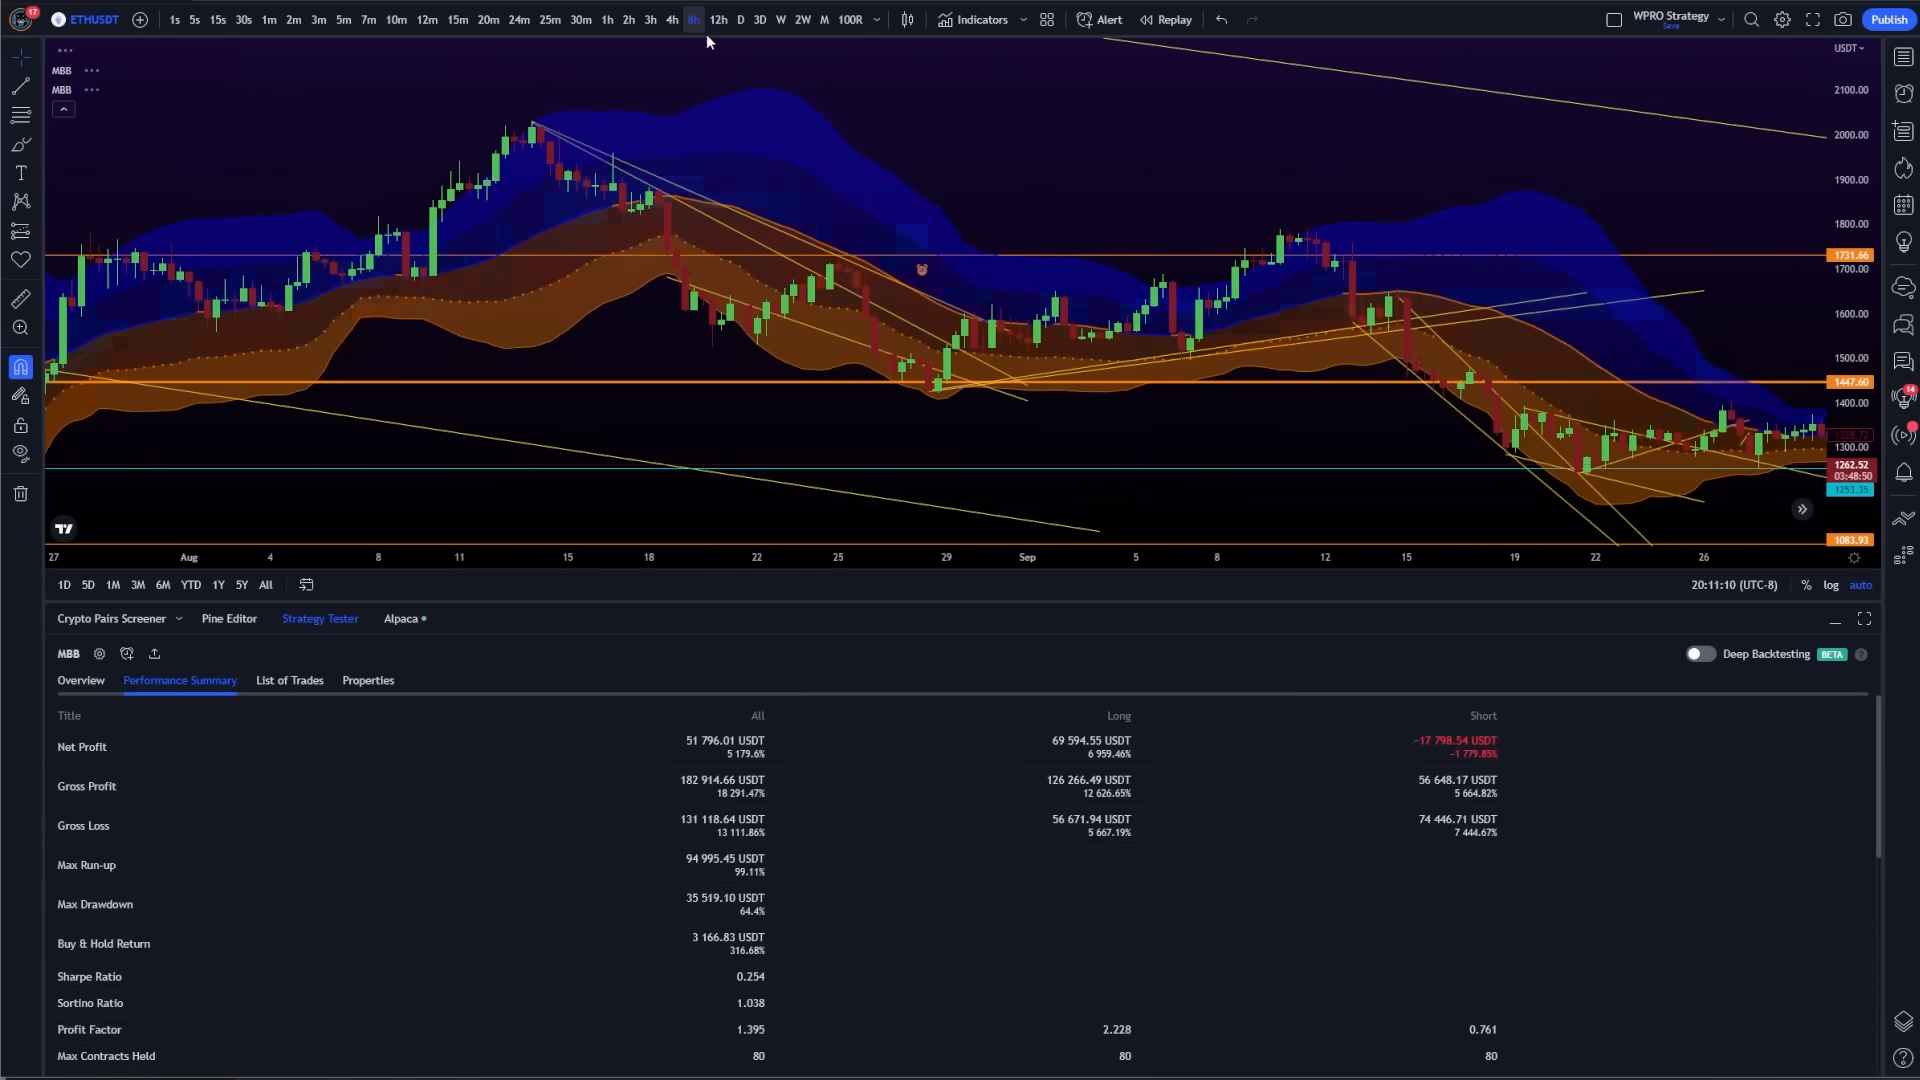 17 ETHUSDT 1s 5s 15s 30s 1m 2m 3m 5m 7m 10m 12m 15m 20m 24m 25m 30m 1h 2h 3h 4h 8h 12h D 3D W 2W M 100R Indicators Alert Replay WPRO Strategy Publish
Save
MBB
MBB
USDT
2100.00
2000.00
1900.00
1800.00
1731.66
1700.00
1600.00
1500.00
1447.60
1400.00
1300.00
1262.52
03:48:50
1253.35
1083.93
14
27 Aug 4 8 11 15 18 22 25 29 Sep 5 8 12 15 19 22 26
1D 5D 1M 3M 6M YTD 1Y 5Y All 20:11:10 (UTC-8) % log auto
Crypto Pairs Screener Pine Editor Strategy Tester Alpaca
MBB Deep Backtesting BETA
Overview Performance Summary List of Trades Properties
Title All Long Short
Net Profit 51 796.01 USDT 69 594.55 USDT −17 798.54 USDT
5 179.6% 6 959.46% −1 779.85%
Gross Profit 182 914.66 USDT 126 266.49 USDT 56 648.17 USDT
18 291.47% 12 626.65% 5 664.82%
Gross Loss 131 118.64 USDT 56 671.94 USDT 74 446.71 USDT
13 111.86% 5 667.19% 7 444.67%
Max Run-up 94 995.45 USDT
99.11%
Max Drawdown 35 519.10 USDT
64.4%
Buy & Hold Return 3 166.83 USDT
316.68%
Sharpe Ratio 0.254
Sortino Ratio 1.038
Profit Factor 1.395 2.228 0.761
Max Contracts Held 80 80 80